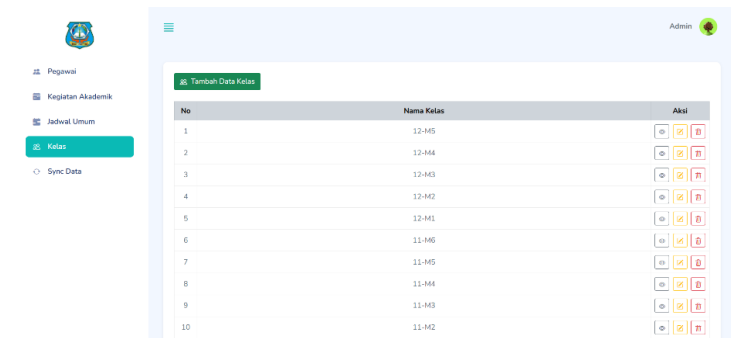 Admin
Pegawai
Kegiatan Akademik
Jadwal Umum
Kelas
Sync Data
Tambah Data Kelas
No Nama Kelas Aksi
1 12-M5
2 12-M4
3 12-M3
4 12-M2
5 12-M1
6 11-M6
7 11-M5
8 11-M4
9 11-M3
10 11-M2